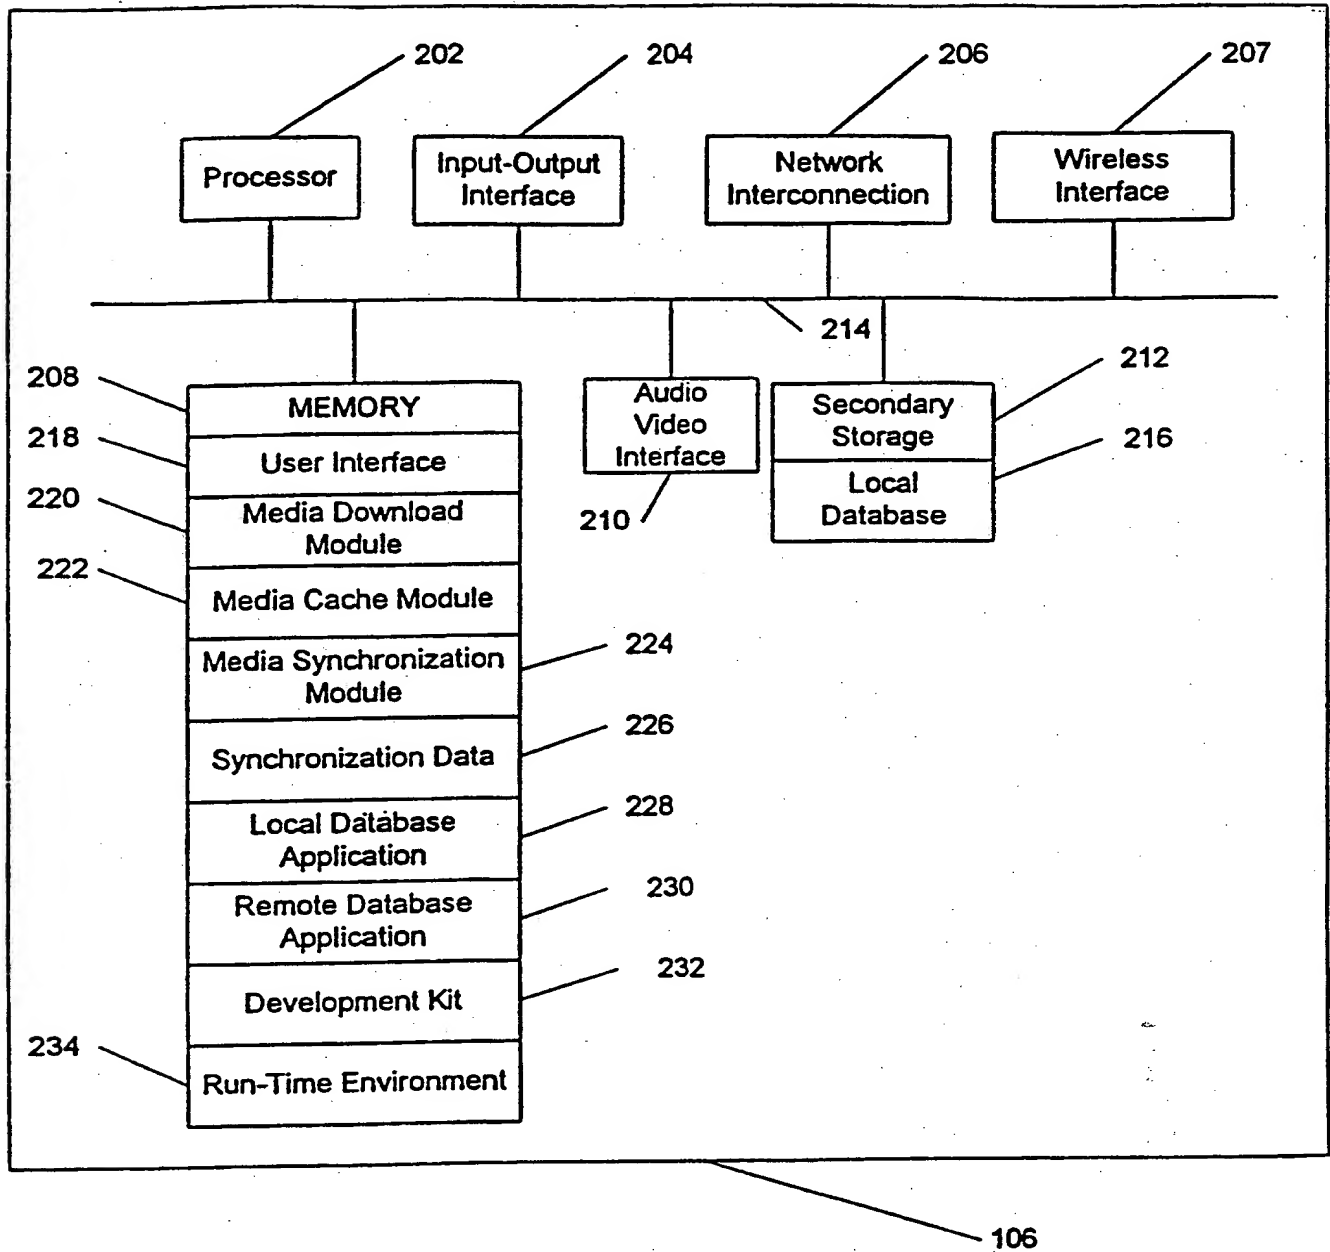 202
204
206
207
Processor
Input-Output
Interface
Network
Interconnection
Wireless
Interface
214
208
MEMORY
218
User Interface
220
Media Download
Module
222
Media Cache Module
Media Synchronization
Module
224
Synchronization Data
226
Local Database
Application
228
Remote Database
Application
230
Development Kit
232
234
Run-Time Environment
Audio
Video
Interface
210
Secondary
Storage
212
Local
Database
216
106